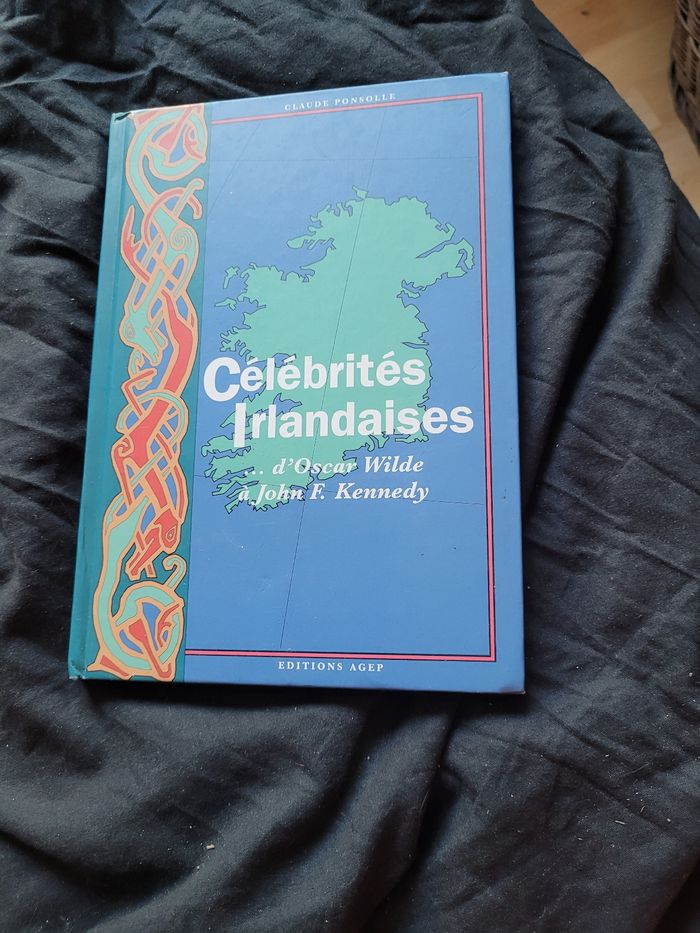 CLAUDE PONSOLLE
Célébrités
Irlandaises
... d'Oscar Wilde
à John F. Kennedy
EDITIONS AGEP